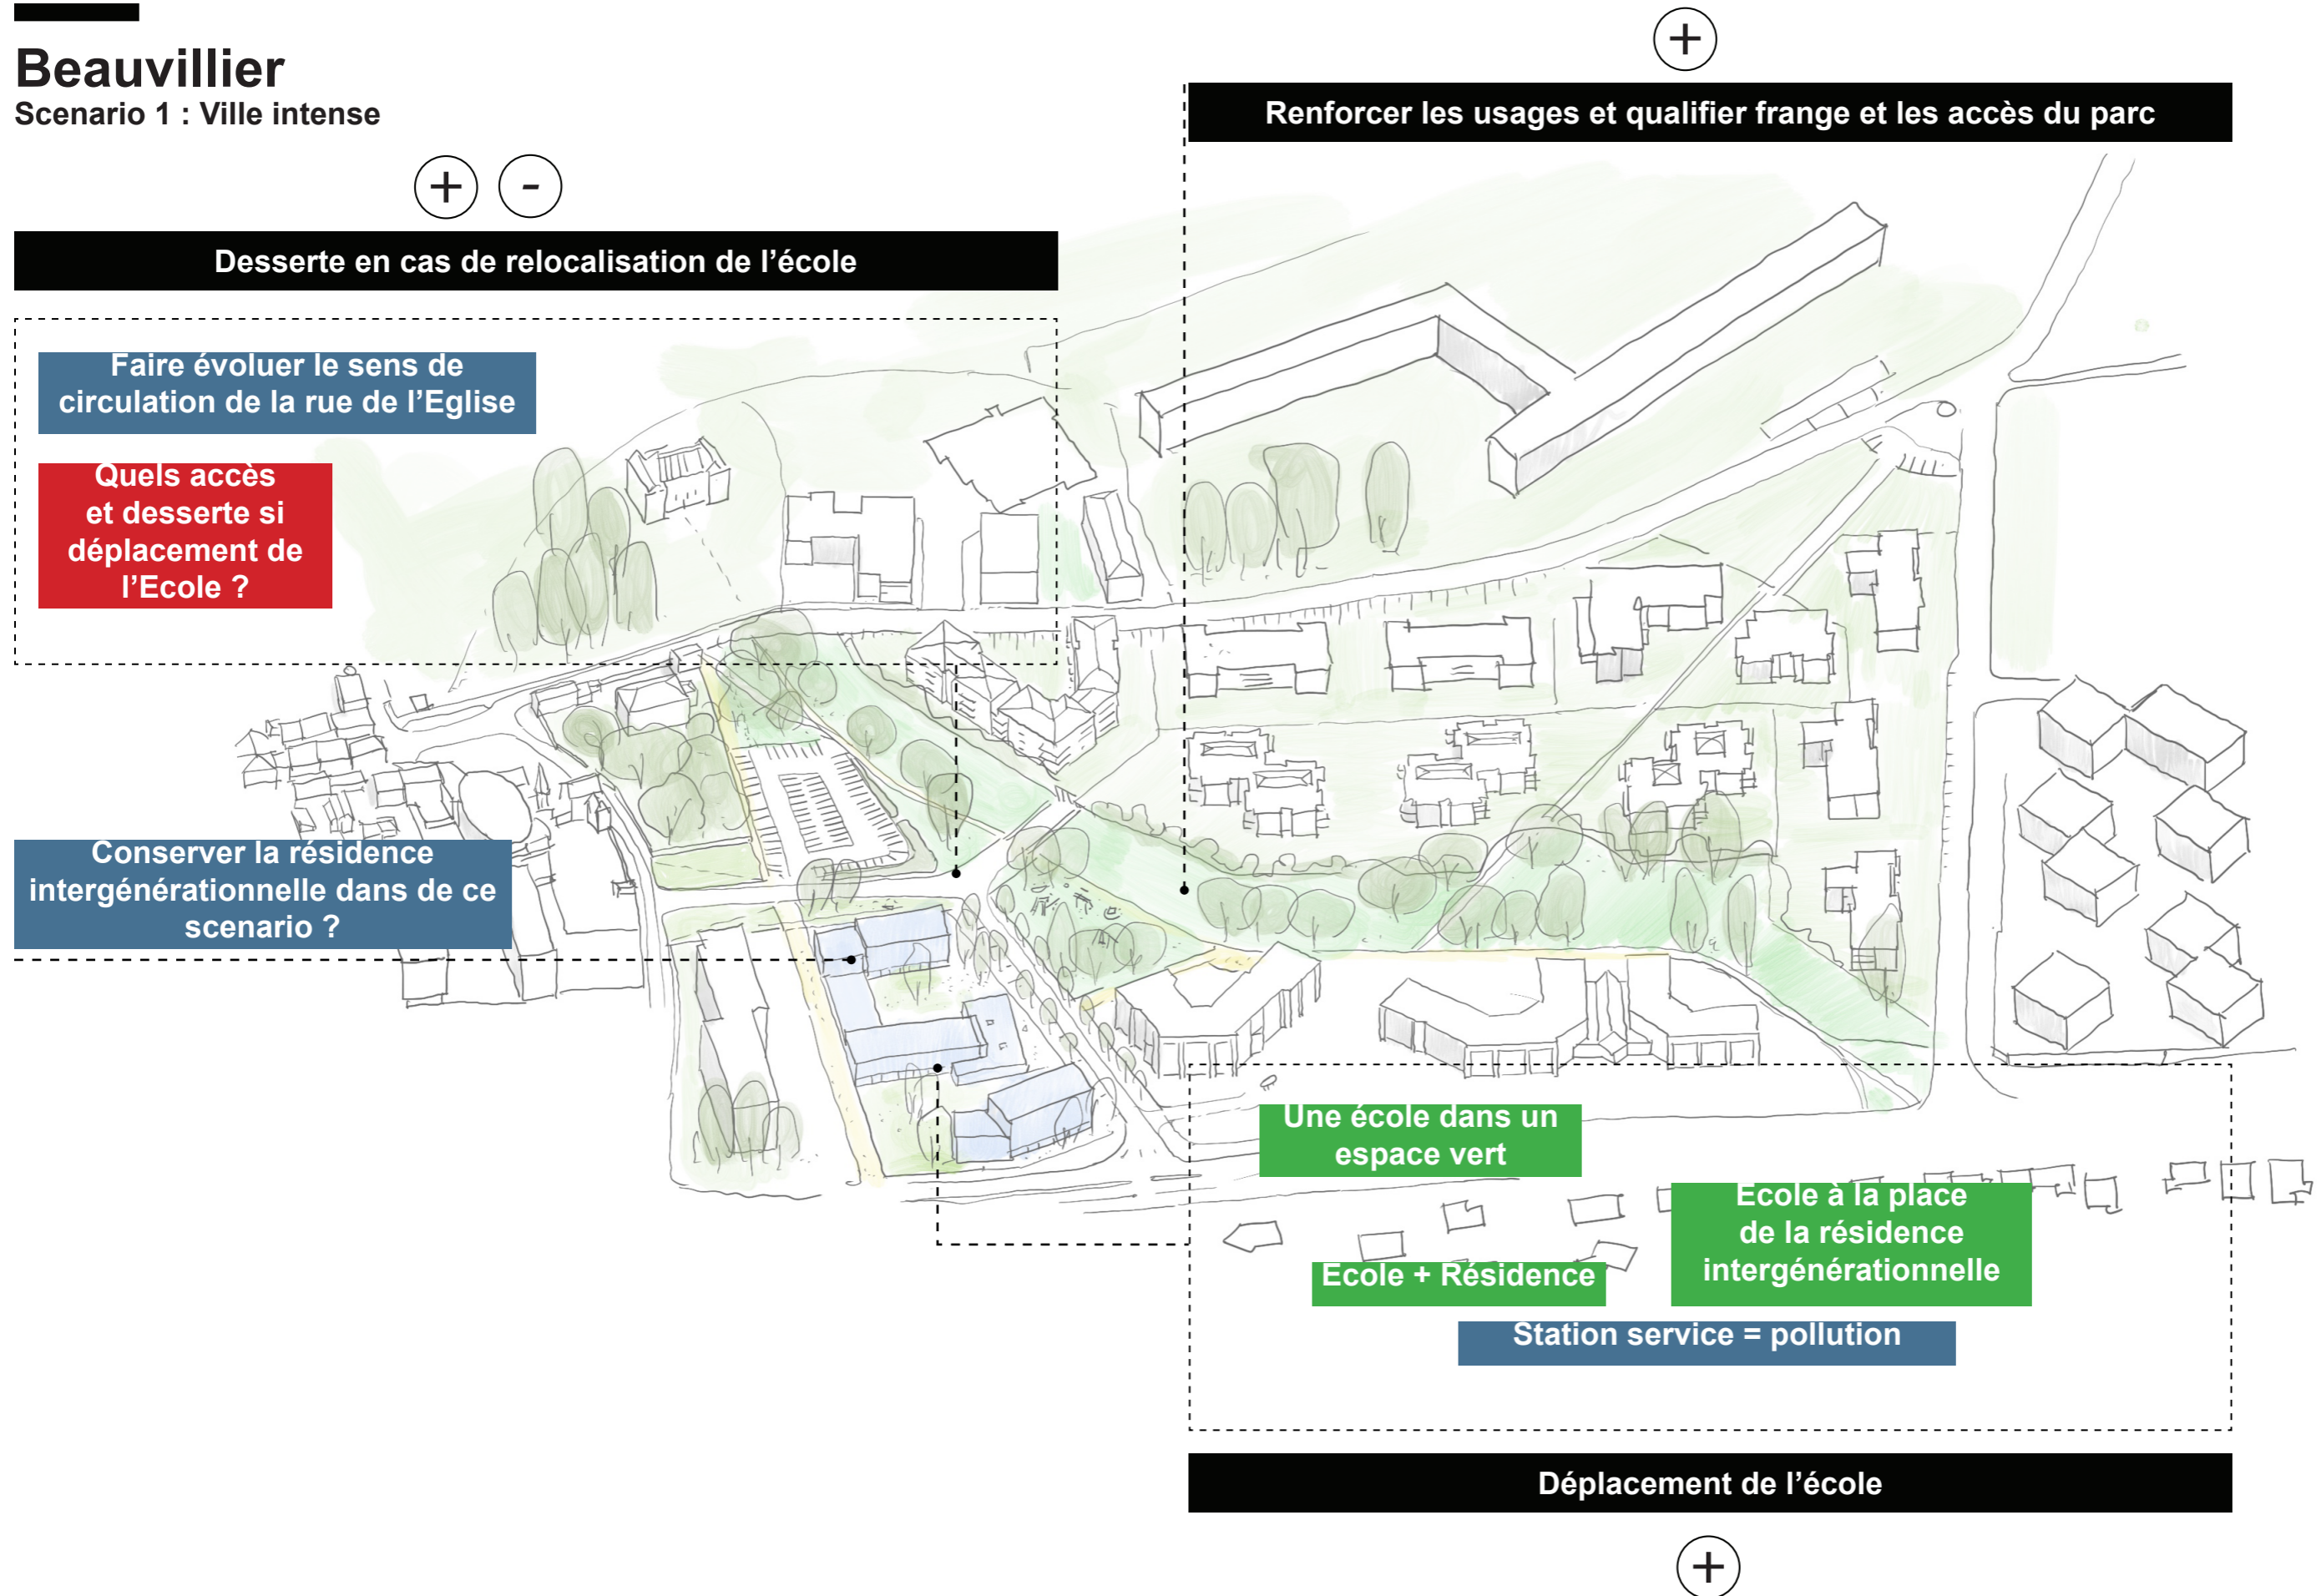 Beauvillier
Scenario 1 : Ville intense
+
Renforcer les usages et qualifier frange et les accès du parc
+ -
Desserte en cas de relocalisation de l’école
Faire évoluer le sens de
circulation de la rue de l’Eglise
Quels accès
et desserte si
déplacement de
l’Ecole ?
Conserver la résidence
intergénérationnelle dans de ce
scenario ?
Une école dans un
espace vert
Ecole à la place
de la résidence
intergénérationnelle
Ecole + Résidence
Station service = pollution
Déplacement de l’école
+